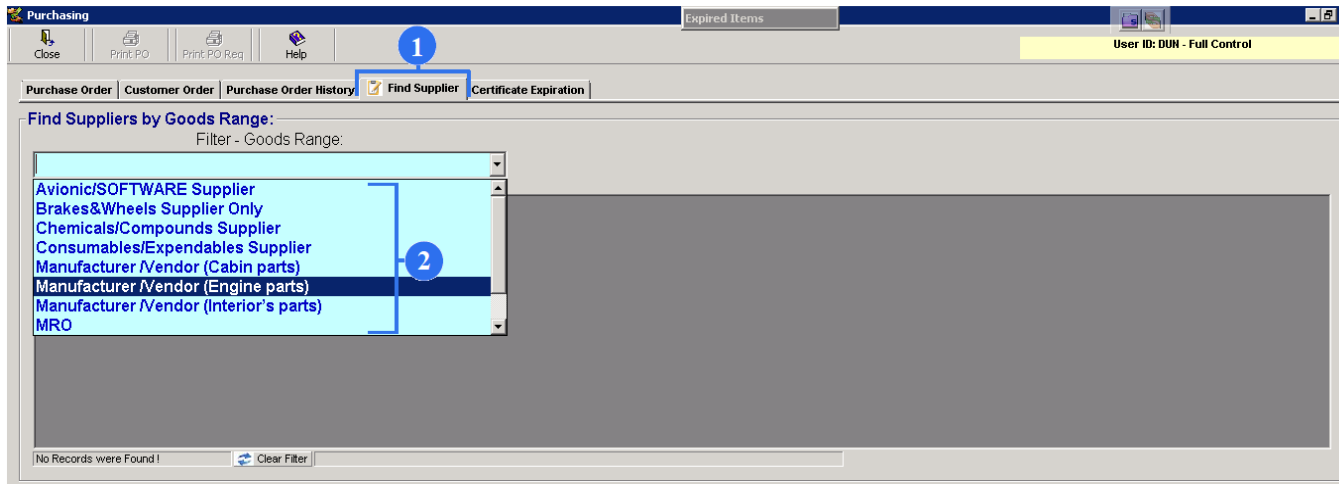 Purchasing
Expired Items
Close
Print PO
Print PO Req
Help
1
User ID: DUN - Full Control
Purchase Order
Customer Order
Purchase Order History
Find Supplier
Certificate Expiration
Find Suppliers by Goods Range:
Filter - Goods Range:
Avionic/SOFTWARE Supplier
Brakes&Wheels Supplier Only
Chemicals/Compounds Supplier
Consumables/Expendables Supplier
Manufacturer /Vendor (Cabin parts)
2
Manufacturer /Vendor (Engine parts)
Manufacturer /Vendor (Interior's parts)
MRO
No Records were Found !
Clear Filter